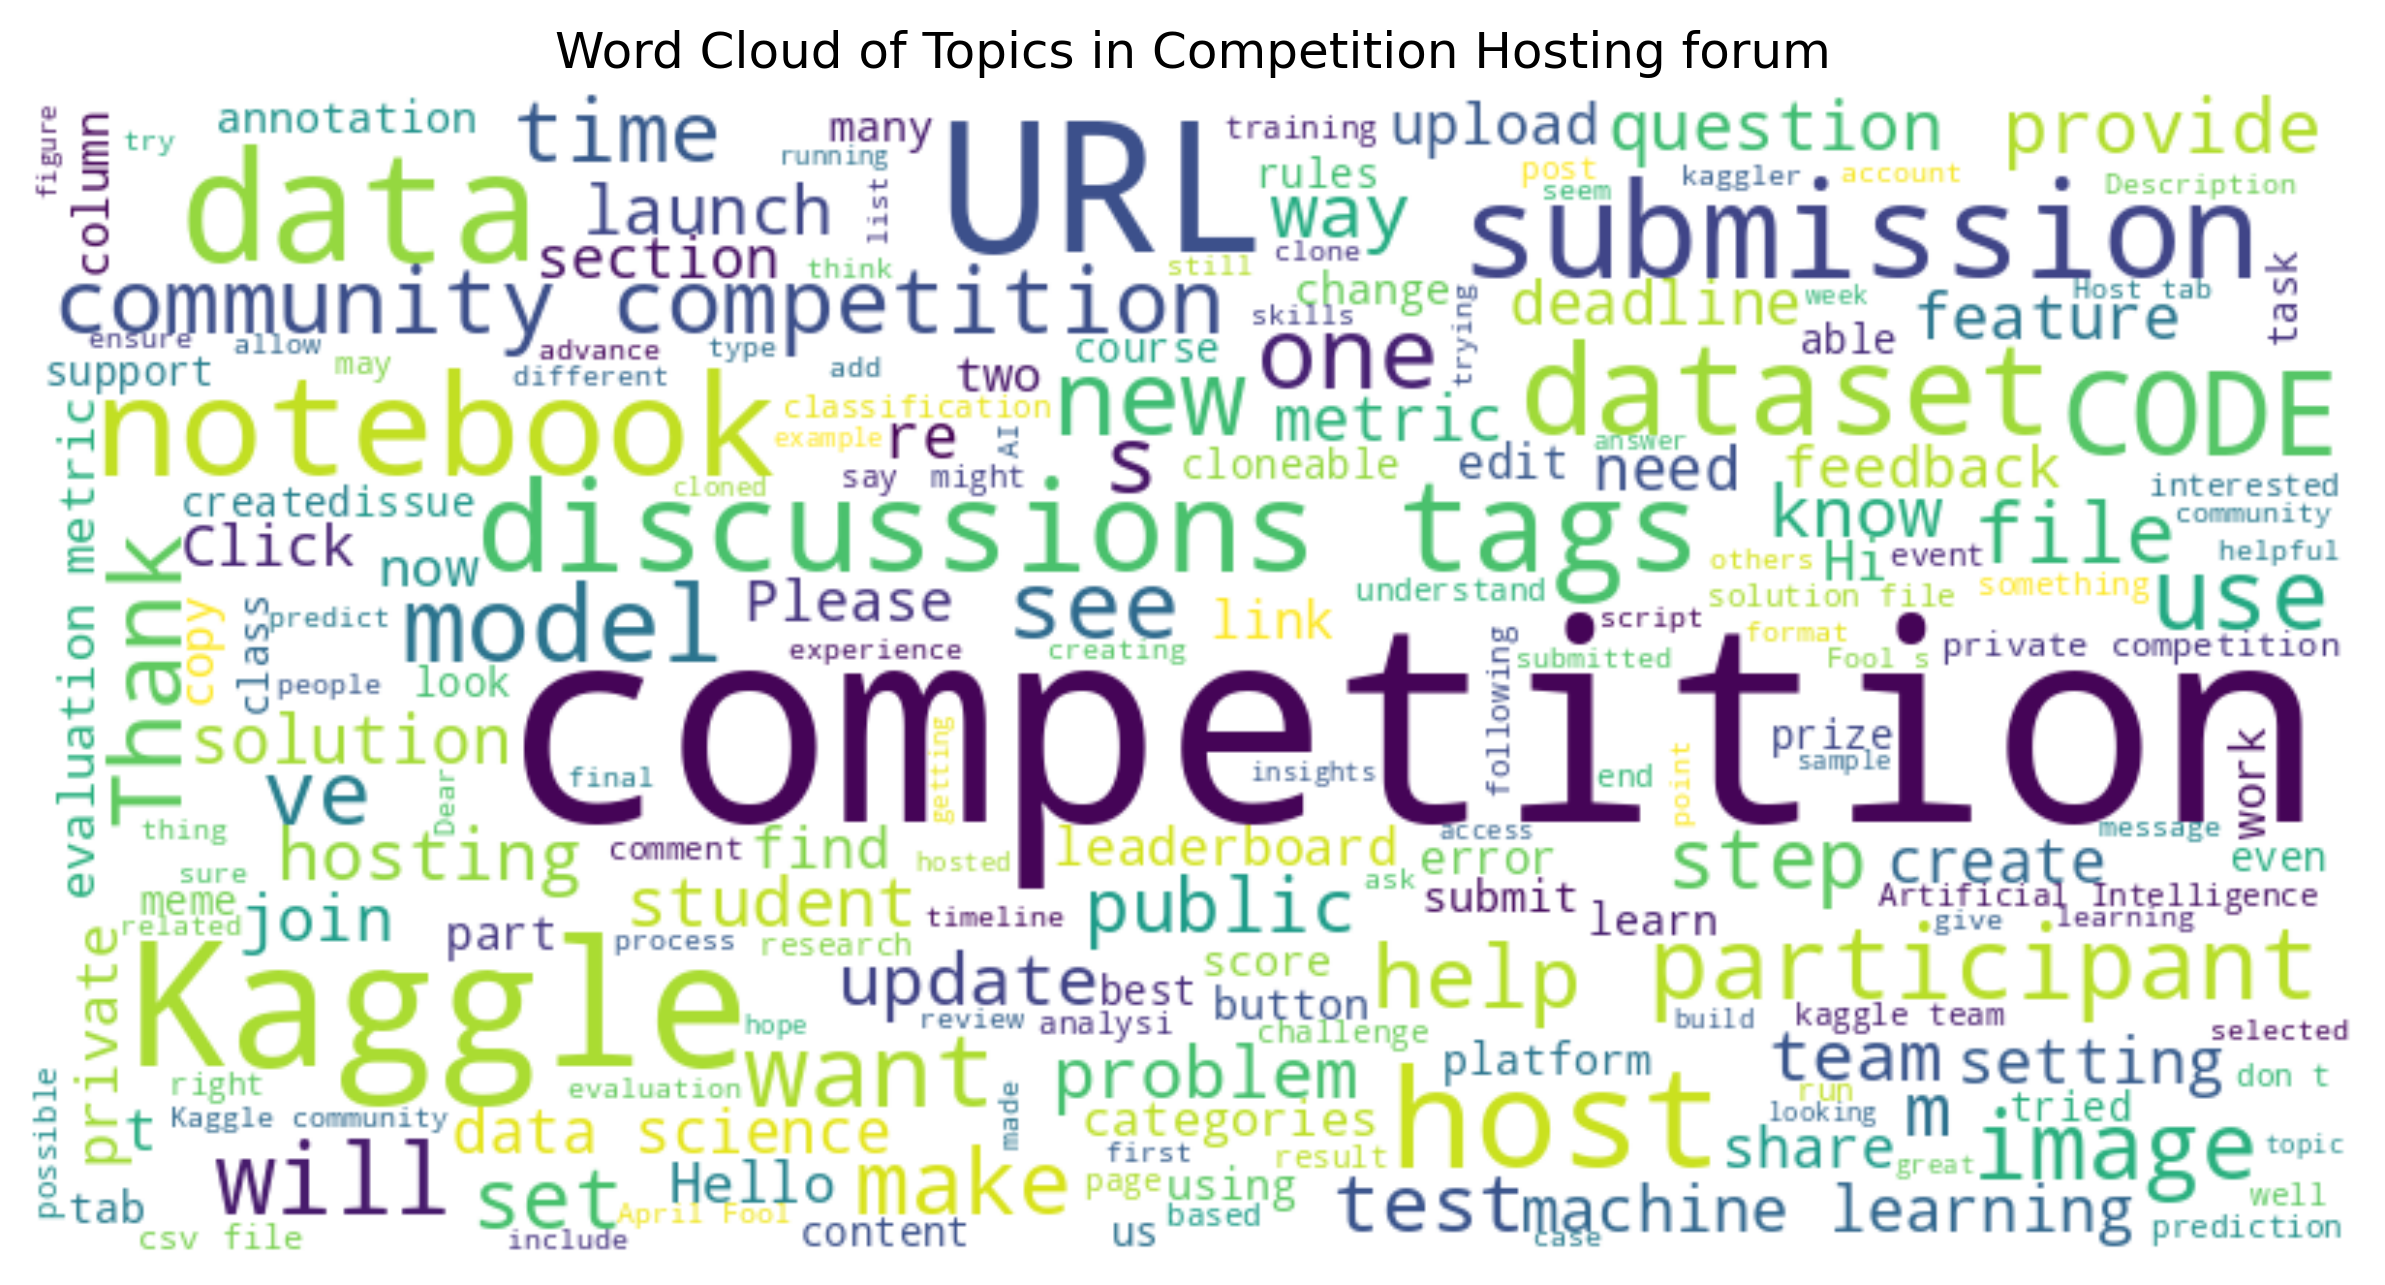 Word Cloud of Topics in Competition Hosting forum
figure
column
try
annotation
time
many
running
URL
training
upload
question
provide
data
launch
list
rules
way
post
seem
kaggler
account
Description
submission
section
think
still
clone
task
community competition
change
skills
trying
deadline
week
Host tab
feature
able
ensure
allow
advance
type
different
add
support
may
two
course
one
new
metric
dataset
CODE
notebook
classification
example
re
AI
s
cloneable
edit
answer
need
feedback
say
might
cloned
evaluation metric
createdissue
Click
now
discussions tags
know
file
interested
community
helpful
others
Hi
event
Thank
copy
class
predict
model
Please
see
link
understand
solution file
something
use
script
format
Fool s
private competition
submitted
experience
creating
people
look
competition
following
solution
ve
Dear
final
getting
insights
end
point
prize
sample
work
thing
hosting
comment
find
hosted
leaderboard
access
error
step
create
message
even
sure
meme
related
join
student
timeline
public
ask
submit
learn
Artificial Intelligence
give
learning
part
process
research
private
Kaggle
update
best
score
button
help
participant
hope
review
analysi
challenge
build
kaggle team
selected
want
problem
platform
team
setting
don t
possible
right
evaluation
made
categories
host
run
looking
m
tried
t
Kaggle community
data science
first
result
share
great
image
topic
will
set
Hello
make
page
using
tab
April Fool
based
test
machine learning
well
prediction
csv file
include
content
us
case